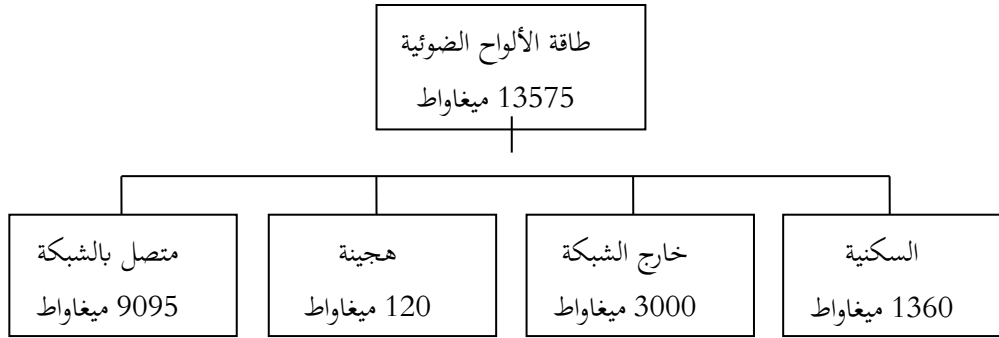 طاقة الألواح الضوئية
13575 ميغاواط
السكنية
1360 ميغاواط
خارج الشبكة
3000 ميغاواط
هجينة
120 ميغاواط
متصل بالشبكة
9095 ميغاواط